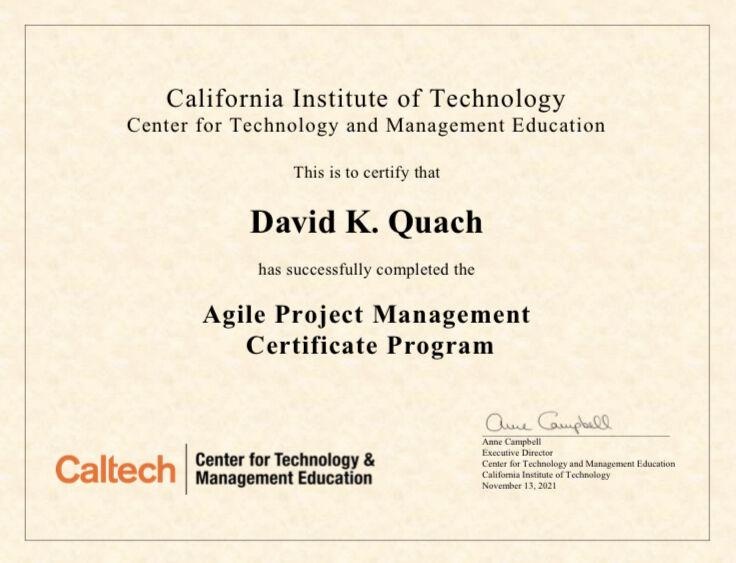 California Institute of Technology
Center for Technology and Management Education
This is to certify that
David K. Quach
has successfully completed the
Agile Project Management
Certificate Program
Anne Campbell
Anne Campbell
Executive Director
Center for Technology and Management Education
California Institute of Technology
November 13, 2021
Caltech
Center for Technology &
Management Education